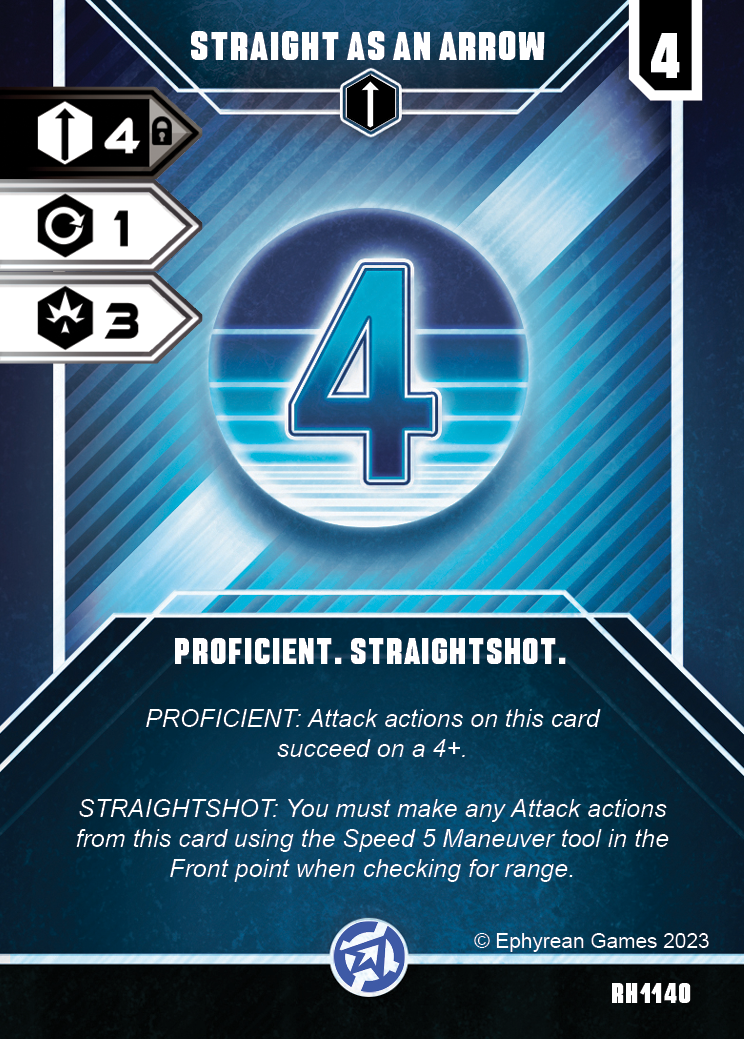 STRAIGHT AS AN ARROW
4
4
1
3
4
PROFICIENT. STRAIGHTSHOT.
PROFICIENT: Attack actions on this card
succeed on a 4+.
STRAIGHTSHOT: You must make any Attack actions
from this card using the Speed 5 Maneuver tool in the
Front point when checking for range.
© Ephyrean Games 2023
RH1140